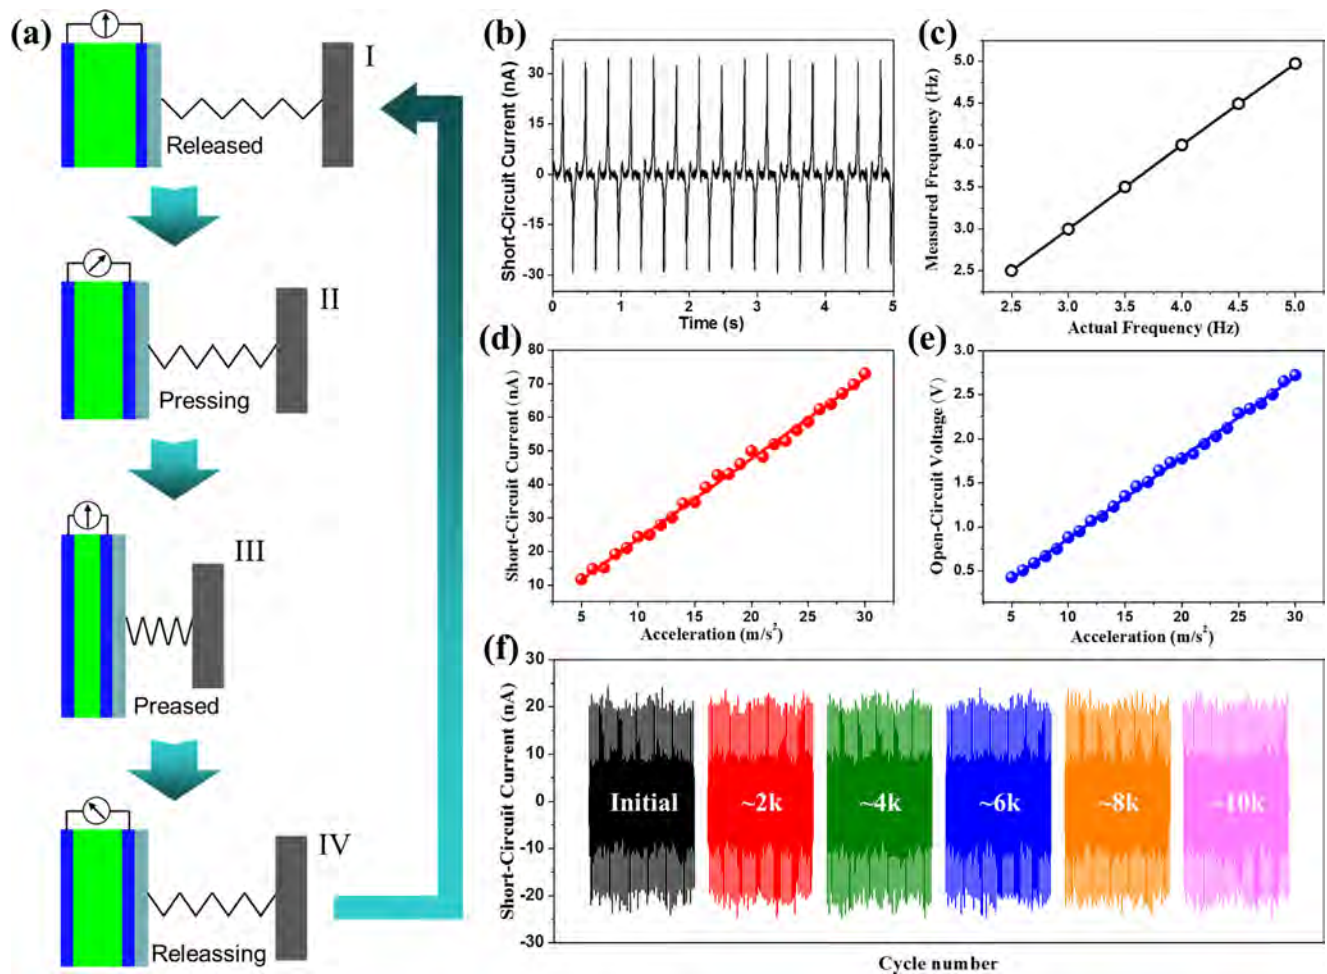 (a)
I
Released
II
Pressing
III
Preased
IV
Releassing
(b)
Short-Circuit Current (nA)
30
15
0
-15
-30
0 1 2 3 4 5
Time (s)
(c)
Measured Frequency (Hz)
5.0
4.5
4.0
3.5
3.0
2.5
2.5 3.0 3.5 4.0 4.5 5.0
Actual Frequency (Hz)
(d)
Short-Circuit Current (nA)
80
70
60
50
40
30
20
10
5 10 15 20 25 30
Acceleration (m/s²)
(e)
Open-Circuit Voltage (V)
3.0
2.5
2.0
1.5
1.0
0.5
5 10 15 20 25 30
Acceleration (m/s²)
(f)
Short-Circuit Current (nA)
30
20
10
0
-10
-20
-30
Initial ~2k ~4k ~6k ~8k ~10k
Cycle number